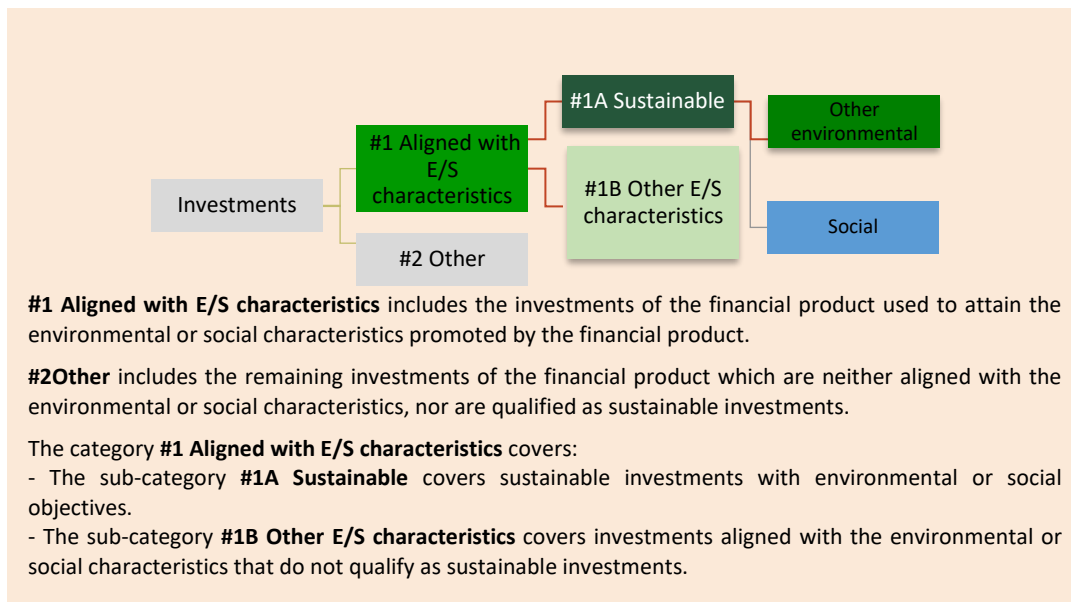 #1A Sustainable
Other
environmental
#1 Aligned with
E/S
characteristics
#1B Other E/S
characteristics
Investments
Social
#2 Other
#1 Aligned with E/S characteristics includes the investments of the financial product used to attain the
environmental or social characteristics promoted by the financial product.
#2Other includes the remaining investments of the financial product which are neither aligned with the
environmental or social characteristics, nor are qualified as sustainable investments.
The category #1 Aligned with E/S characteristics covers:
- The sub-category #1A Sustainable covers sustainable investments with environmental or social
objectives.
- The sub-category #1B Other E/S characteristics covers investments aligned with the environmental or
social characteristics that do not qualify as sustainable investments.